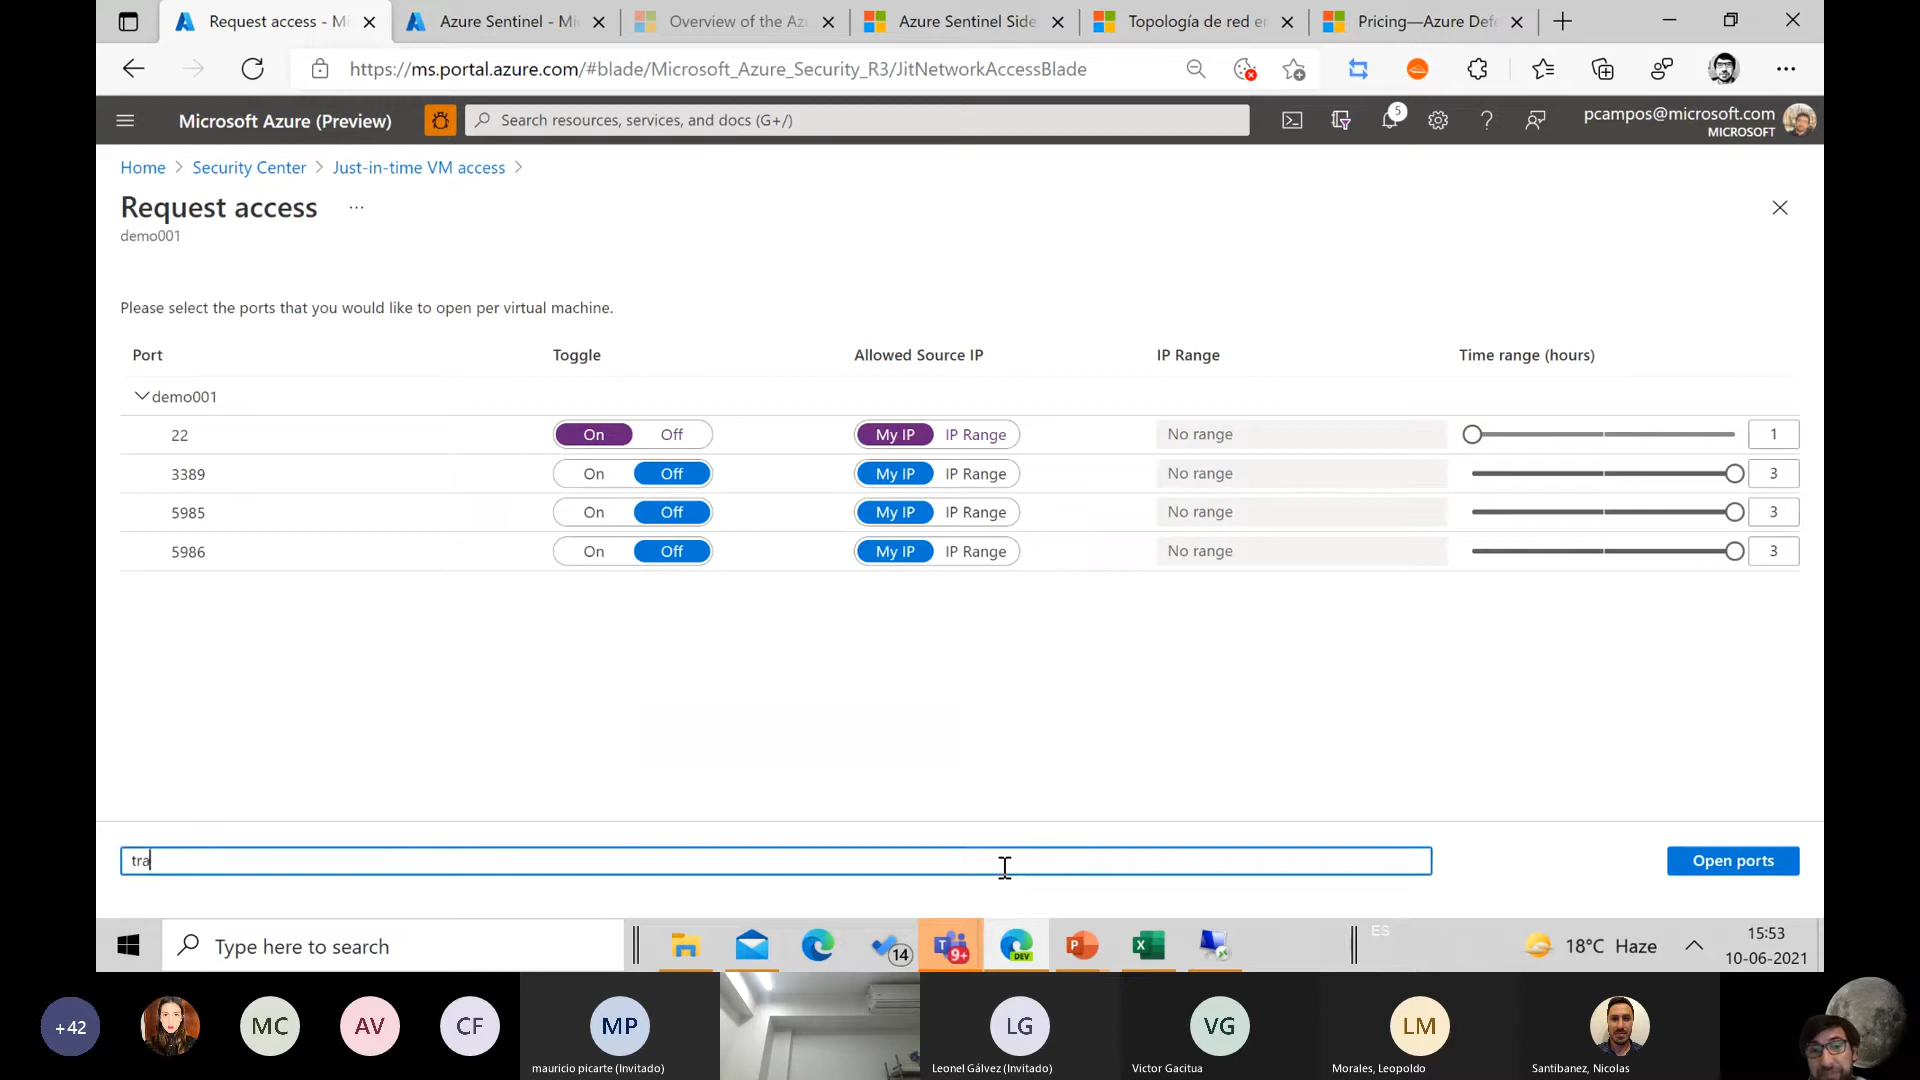 Request access - Mi
Azure Sentinel - Mi
Overview of the Az
Azure Sentinel Side
Topología de red en
Pricing—Azure Defe
https://ms.portal.azure.com/#blade/Microsoft_Azure_Security_R3/JitNetworkAccessBlade
Microsoft Azure (Preview)
Search resources, services, and docs (G+/)
5
pcampos@microsoft.com
MICROSOFT
Home > Security Center > Just-in-time VM access >
Request access ...
demo001
Please select the ports that you would like to open per virtual machine.
Port Toggle Allowed Source IP IP Range Time range (hours)
demo001
22 On Off My IP IP Range No range 1
3389 On Off My IP IP Range No range 3
5985 On Off My IP IP Range No range 3
5986 On Off My IP IP Range No range 3
tra
Open ports
Type here to search
14
T
9+
DEV
P
X
ES
18°C Haze
15:53
10-06-2021
+42
MC
AV
CF
MP
mauricio picarte (Invitado)
LG
Leonel Gálvez (Invitado)
VG
Victor Gacitua
LM
Morales, Leopoldo
Santibanez, Nicolas